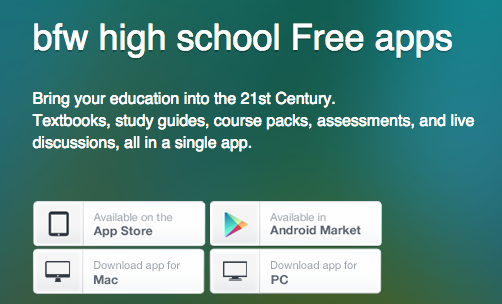 bfw high school Free apps
Bring your education into the 21st Century.
Textbooks, study guides, course packs, assessments, and live
discussions, all in a single app.
Available on the
App Store
Available in
Android Market
Download app for
Mac
Download app for
PC